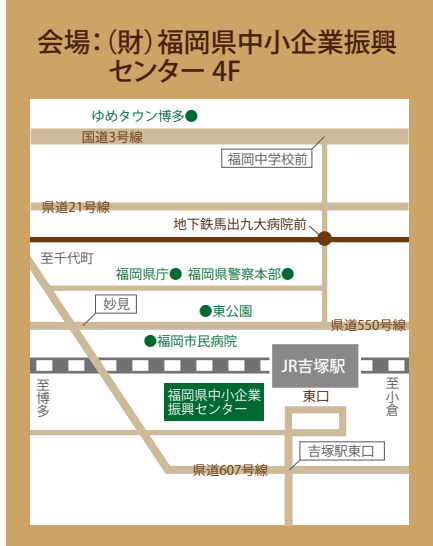 会場：（財）福岡県中小企業振興
センター 4F
ゆめタウン博多●
国道3号線
福岡中学校前
県道21号線
地下鉄馬出九大病院前
至千代町
福岡県庁● 福岡県警察本部●
妙見
●東公園
県道550号線
●福岡市民病院
JR吉塚駅
至博多
福岡県中小企業
振興センター
東口
至小倉
吉塚駅東口
県道607号線